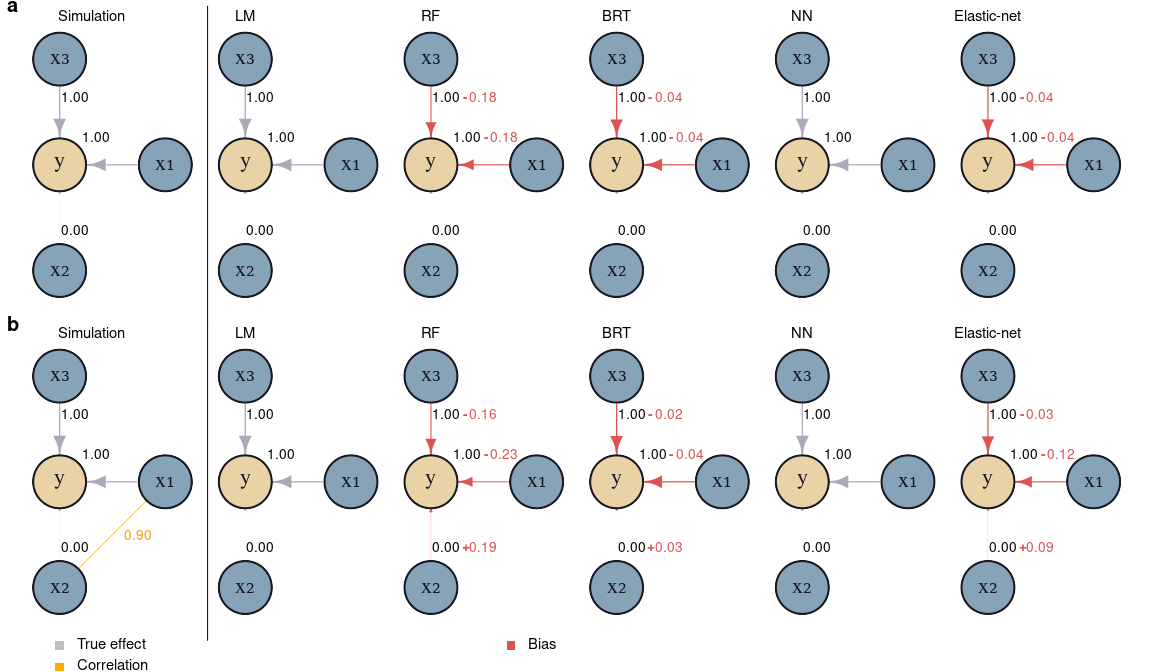 a
Simulation LM RF BRT NN Elastic-net
X3 X3 X3 X3 X3 X3
1.00 1.00 1.00 -0.18 1.00 -0.04 1.00 1.00 -0.04
1.00 1.00 1.00 -0.18 1.00 -0.04 1.00 1.00 -0.04
y X1 y X1 y X1 y X1 y X1 y X1
0.00 0.00 0.00 0.00 0.00 0.00
X2 X2 X2 X2 X2 X2
b
Simulation LM RF BRT NN Elastic-net
X3 X3 X3 X3 X3 X3
1.00 1.00 1.00 -0.16 1.00 -0.02 1.00 1.00 -0.03
1.00 1.00 1.00 -0.23 1.00 -0.04 1.00 1.00 -0.12
y X1 y X1 y X1 y X1 y X1 y X1
0.90
0.00 0.00 0.00 +0.19 0.00 +0.03 0.00 0.00 +0.09
X2 X2 X2 X2 X2 X2
True effect Bias
Correlation